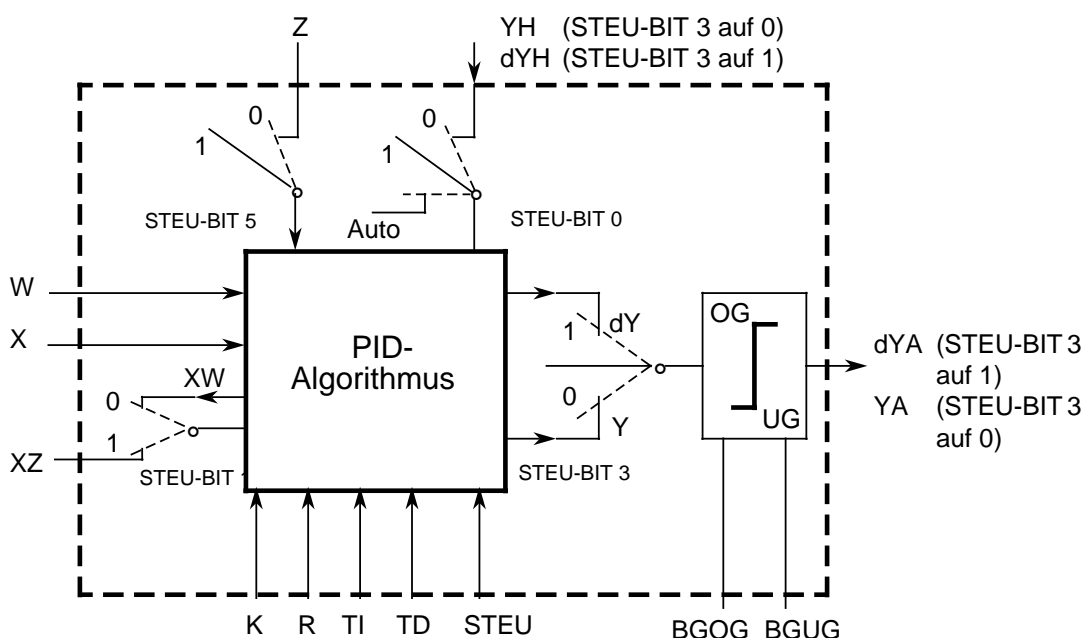 Z
YH (STEU-BIT 3 auf 0)
dYH (STEU-BIT 3 auf 1)
0
1
0
1
STEU-BIT 5
Auto
STEU-BIT 0
W
X
PID-
Algorithmus
XW
0
1
XZ
STEU-BIT
dY
1
0
Y
STEU-BIT 3
OG
UG
dYA (STEU-BIT 3
auf 1)
YA (STEU-BIT 3
auf 0)
K R TI TD STEU
BGOG BGUG